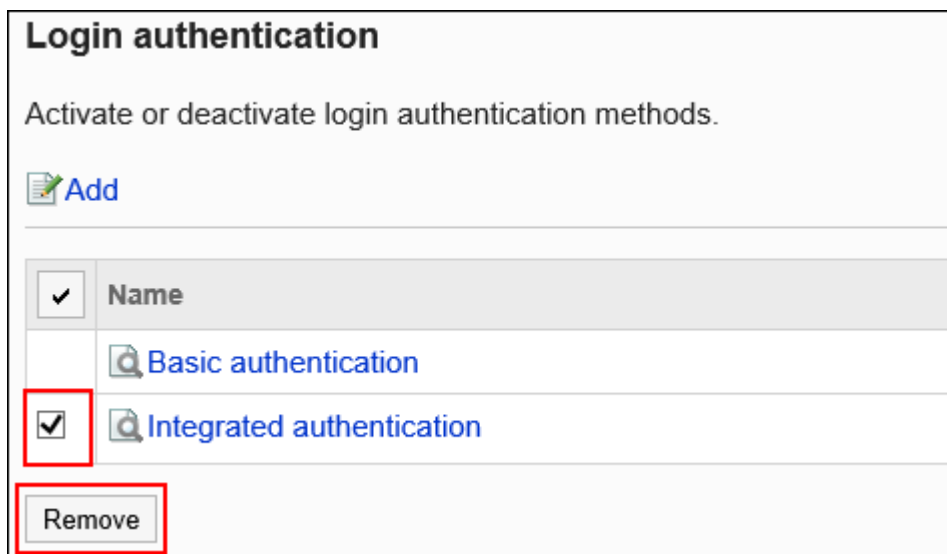 Login authentication
Activate or deactivate login authentication methods.
Add
Name
Basic authentication
Integrated authentication
Remove